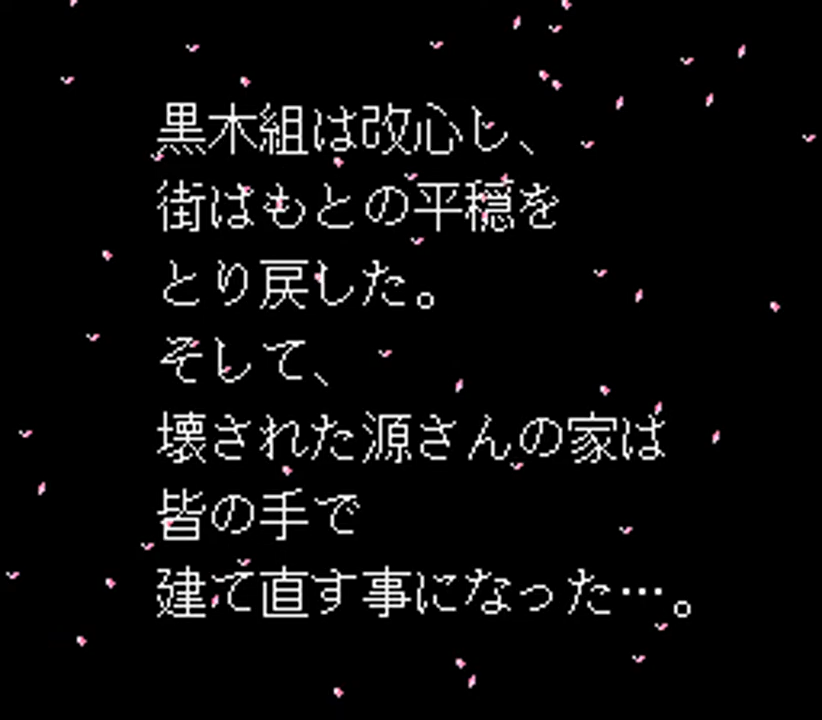 黒木組は改心し、
街はもとの平穏を
とり戻した。
そして、
壊された源さんの家は
皆の手で
建て直す事になった…。